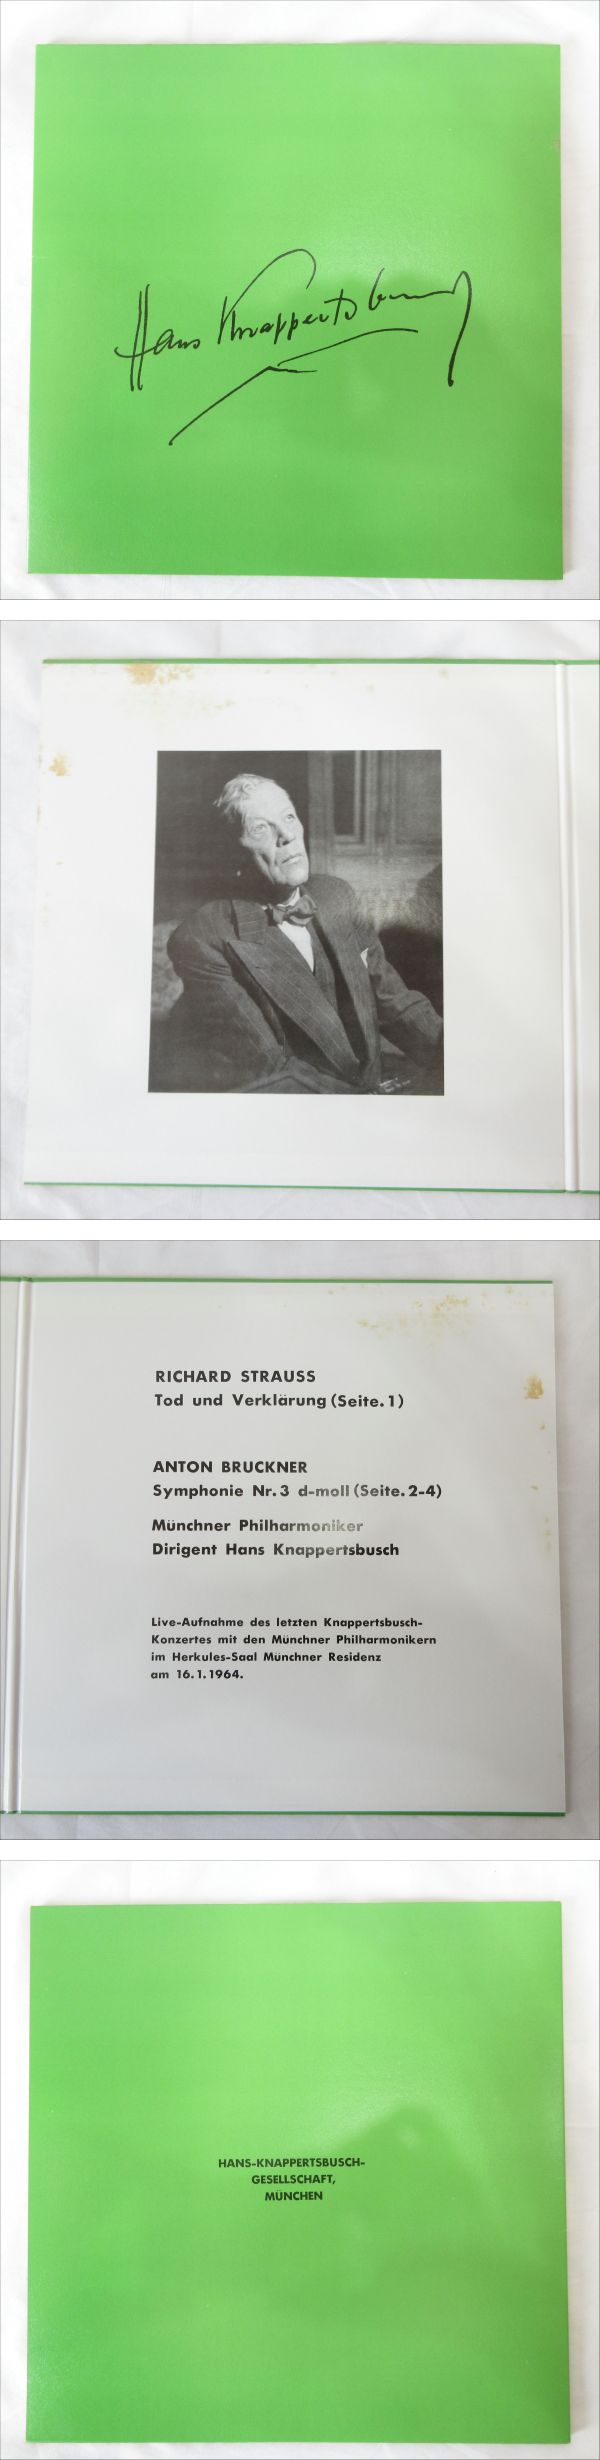 Hans Knappertsbusch
RICHARD STRAUSS
Tod und Verklärung (Seite.1)
ANTON BRUCKNER
Symphonie Nr.3 d-moll (Seite.2-4)
Münchner Philharmoniker
Dirigent Hans Knappertsbusch
Live-Aufnahme des letzten Knappertsbusch-
Konzertes mit den Münchner Philharmonikern
im Herkules-Saal Münchner Residenz
am 16.1.1964.
HANS-KNAPPERTSBUSCH-
GESELLSCHAFT,
MÜNCHEN